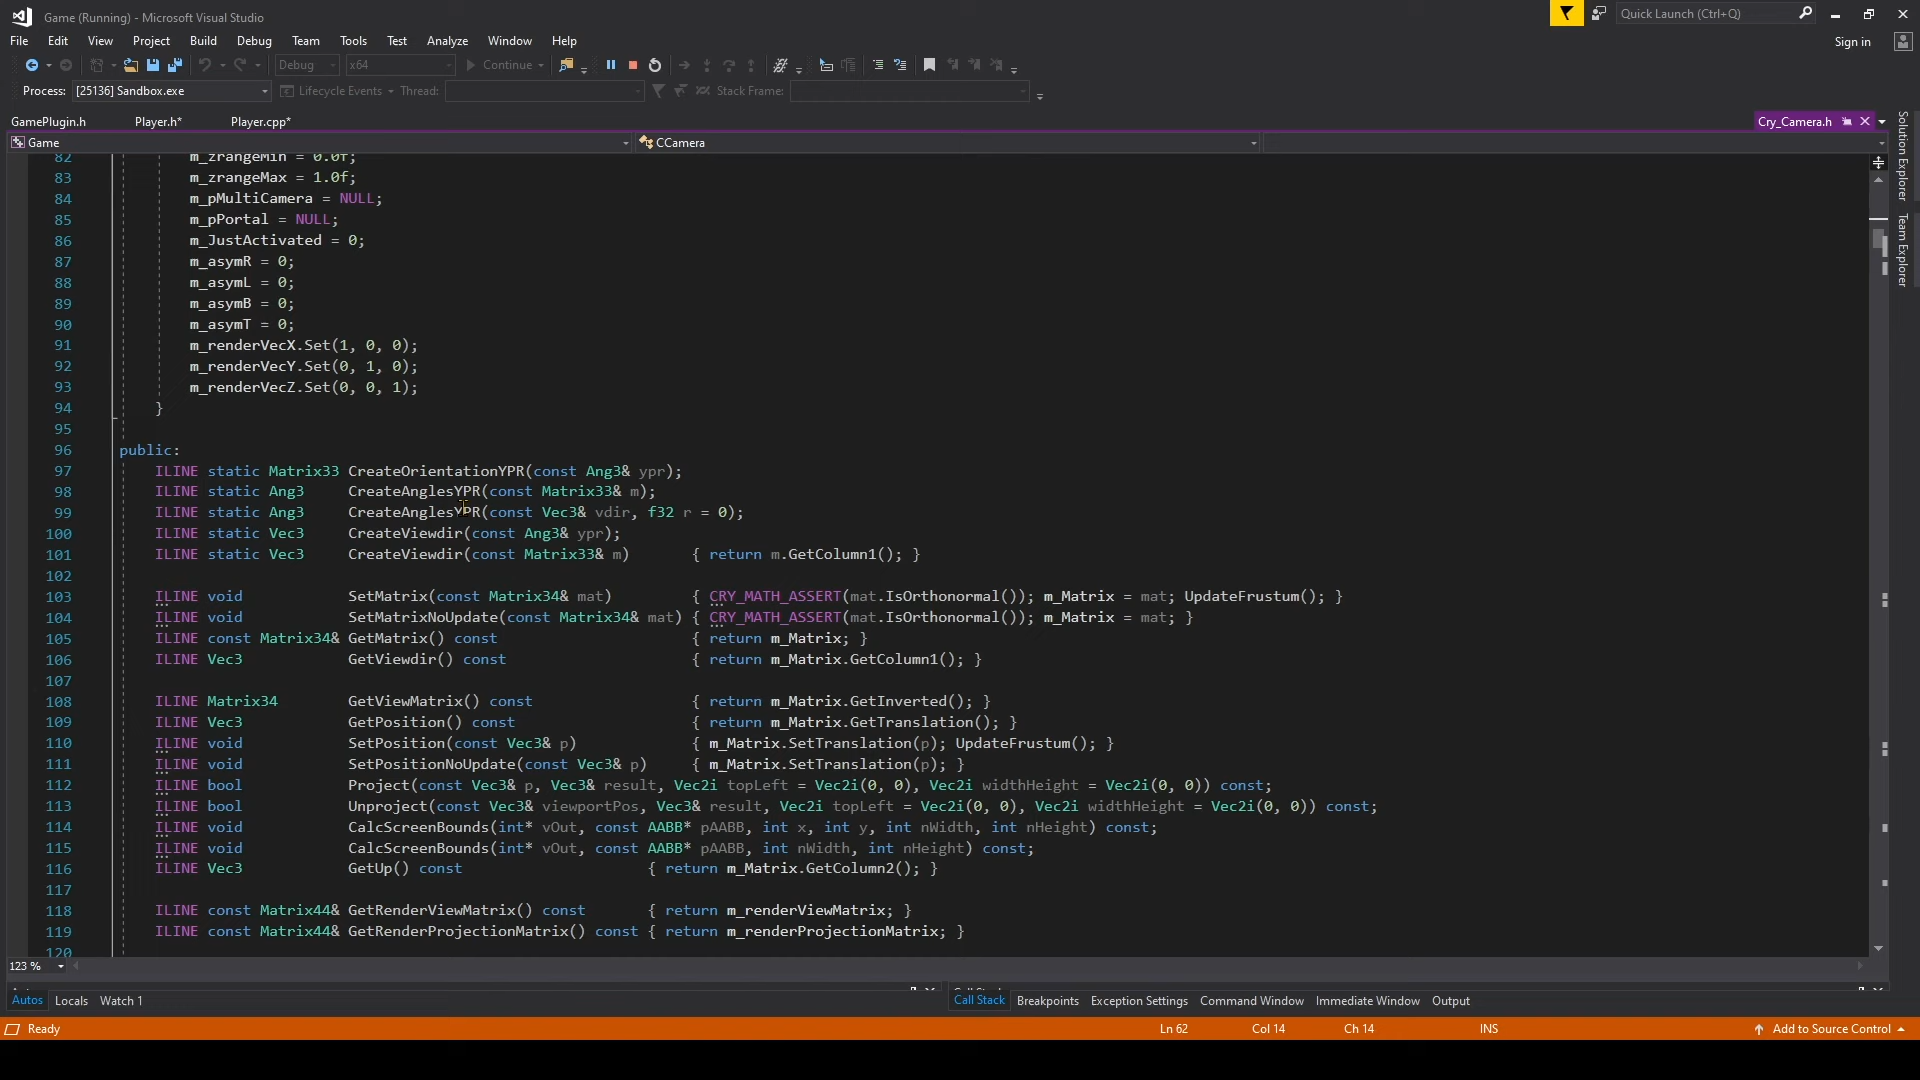 Game (Running) - Microsoft Visual Studio
Quick Launch (Ctrl+Q)
File Edit View Project Build Debug Team Tools Test Analyze Window Help
Sign in
Debug x64 Continue
Process: [25136] Sandbox.exe Lifecycle Events Thread: Stack Frame:
GamePlugin.h Player.h* Player.cpp* Cry_Camera.h
Game CCamera
Solution Explorer
Team Explorer
82 m_zrangeMin = 0.0f;
83 m_zrangeMax = 1.0f;
84 m_pMultiCamera = NULL;
85 m_pPortal = NULL;
86 m_JustActivated = 0;
87 m_asymR = 0;
88 m_asymL = 0;
89 m_asymB = 0;
90 m_asymT = 0;
91 m_renderVecX.Set(1, 0, 0);
92 m_renderVecY.Set(0, 1, 0);
93 m_renderVecZ.Set(0, 0, 1);
94 }
95
96 public:
97 ILINE static Matrix33 CreateOrientationYPR(const Ang3& ypr);
98 ILINE static Ang3 CreateAnglesYPR(const Matrix33& m);
99 ILINE static Ang3 CreateAnglesYPR(const Vec3& vdir, f32 r = 0);
100 ILINE static Vec3 CreateViewdir(const Ang3& ypr);
101 ILINE static Vec3 CreateViewdir(const Matrix33& m) { return m.GetColumn1(); }
102
103 ILINE void SetMatrix(const Matrix34& mat) { CRY_MATH_ASSERT(mat.IsOrthonormal()); m_Matrix = mat; UpdateFrustum(); }
104 ILINE void SetMatrixNoUpdate(const Matrix34& mat) { CRY_MATH_ASSERT(mat.IsOrthonormal()); m_Matrix = mat; }
105 ILINE const Matrix34& GetMatrix() const { return m_Matrix; }
106 ILINE Vec3 GetViewdir() const { return m_Matrix.GetColumn1(); }
107
108 ILINE Matrix34 GetViewMatrix() const { return m_Matrix.GetInverted(); }
109 ILINE Vec3 GetPosition() const { return m_Matrix.GetTranslation(); }
110 ILINE void SetPosition(const Vec3& p) { m_Matrix.SetTranslation(p); UpdateFrustum(); }
111 ILINE void SetPositionNoUpdate(const Vec3& p) { m_Matrix.SetTranslation(p); }
112 ILINE bool Project(const Vec3& p, Vec3& result, Vec2i topLeft = Vec2i(0, 0), Vec2i widthHeight = Vec2i(0, 0)) const;
113 ILINE bool Unproject(const Vec3& viewportPos, Vec3& result, Vec2i topLeft = Vec2i(0, 0), Vec2i widthHeight = Vec2i(0, 0)) const;
114 ILINE void CalcScreenBounds(int* vOut, const AABB* pAABB, int x, int y, int nWidth, int nHeight) const;
115 ILINE void CalcScreenBounds(int* vOut, const AABB* pAABB, int nWidth, int nHeight) const;
116 ILINE Vec3 GetUp() const { return m_Matrix.GetColumn2(); }
117
118 ILINE const Matrix44& GetRenderViewMatrix() const { return m_renderViewMatrix; }
119 ILINE const Matrix44& GetRenderProjectionMatrix() const { return m_renderProjectionMatrix; }
120
123 %
Autos Locals Watch 1
Call Stack Breakpoints Exception Settings Command Window Immediate Window Output
Ready Ln 62 Col 14 Ch 14 INS Add to Source Control